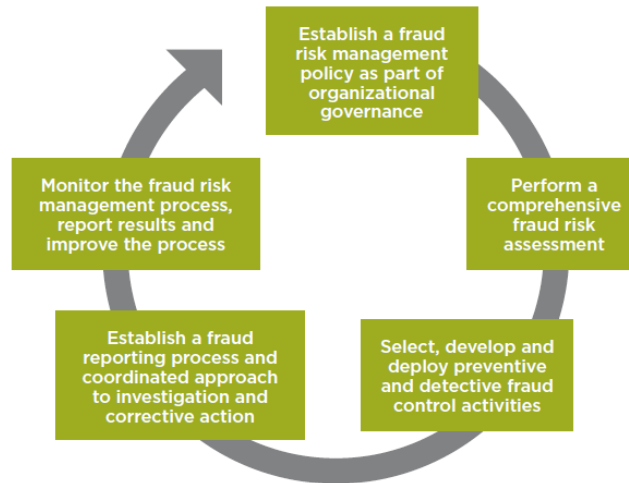 Establish a fraud
risk management
policy as part of
organizational
governance
Perform a
comprehensive
fraud risk
assessment
Select, develop and
deploy preventive
and detective fraud
control activities
Establish a fraud
reporting process and
coordinated approach
to investigation and
corrective action
Monitor the fraud risk
management process,
report results and
improve the process